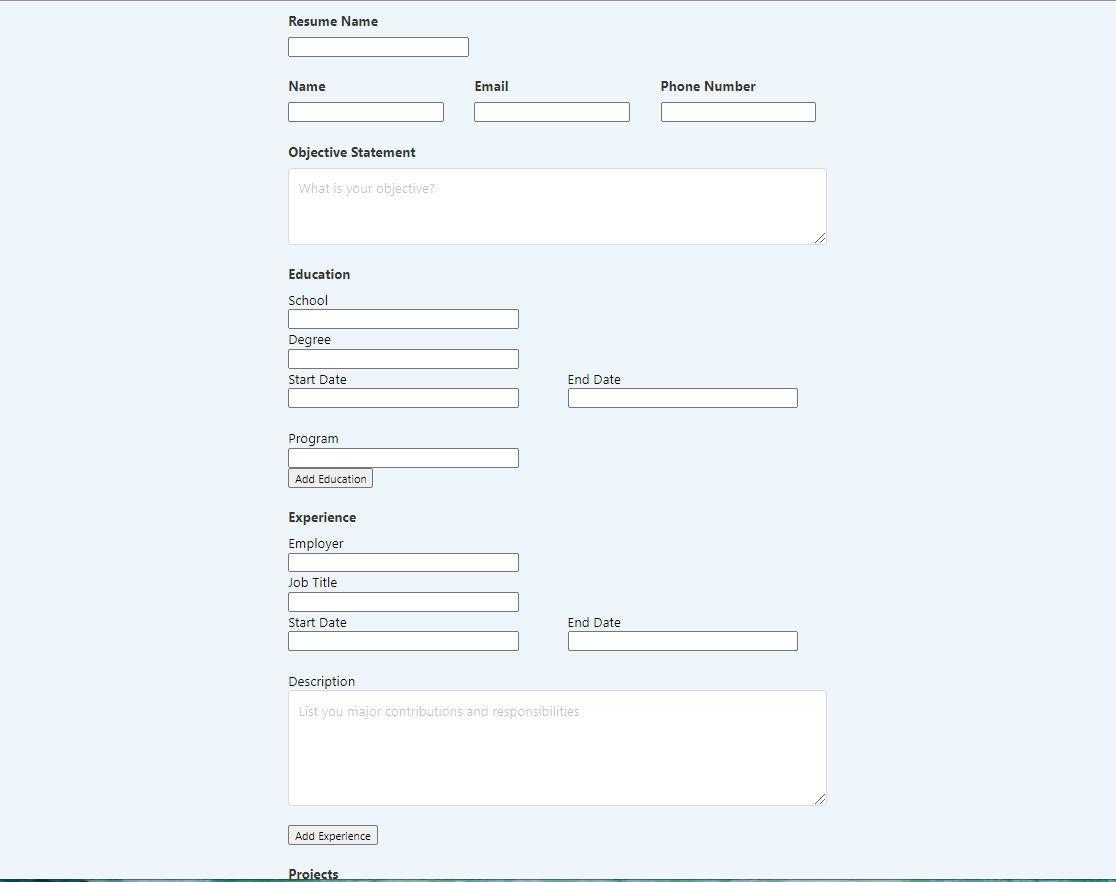 Resume Name
Name Email Phone Number
Objective Statement
What is your objective?
Education
School
Degree
Start Date End Date
Program
Add Education
Experience
Employer
Job Title
Start Date End Date
Description
List you major contributions and responsibilities
Add Experience
Projects